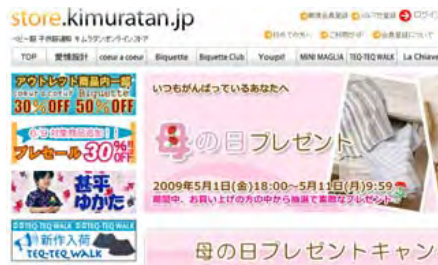 store.kimuratan.jp
ベビー服 子供服通販 キムラタンオンラインストア
TOP 愛情設計 coeur a coeur Biquette Biquette Club Youpi! MINI MAGLIA TEQ-TEQ WALK La Chiave
アウトレット商品内一部
coeur a coeur Biquette
30%OFF 50%OFF
プレセール30%OFF
甚平
ゆかた
新作入荷
TEQ-TEQ WALK
いつもがんばっているあなたへ
母の日プレゼント
2009年5月1日(金)18:00～5月11日(月)9:59
期間中、お買い上げの方の中から抽選で素敵なプレゼント
母の日プレゼントキャン